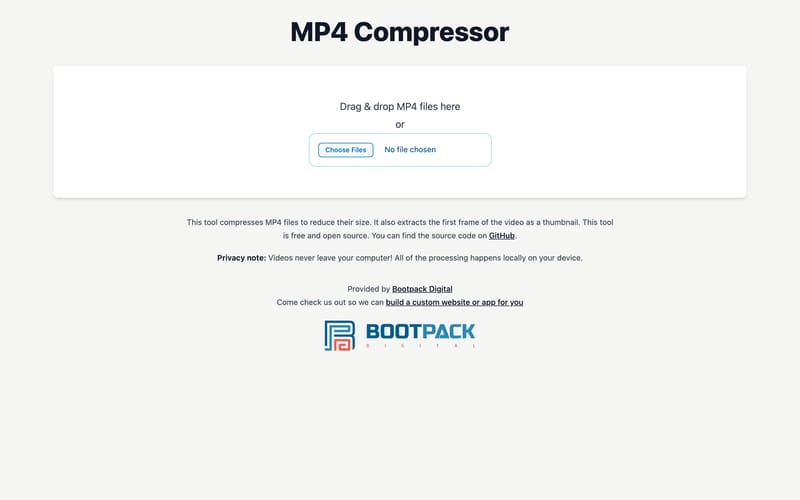 MP4 Compressor
Drag & drop MP4 files here
or
Choose Files No file chosen
This tool compresses MP4 files to reduce their size. It also extracts the first frame of the video as a thumbnail. This tool
is free and open source. You can find the source code on GitHub.
Privacy note: Videos never leave your computer! All of the processing happens locally on your device.
Provided by Bootpack Digital
Come check us out so we can build a custom website or app for you
BOOTPACK
DIGITAL